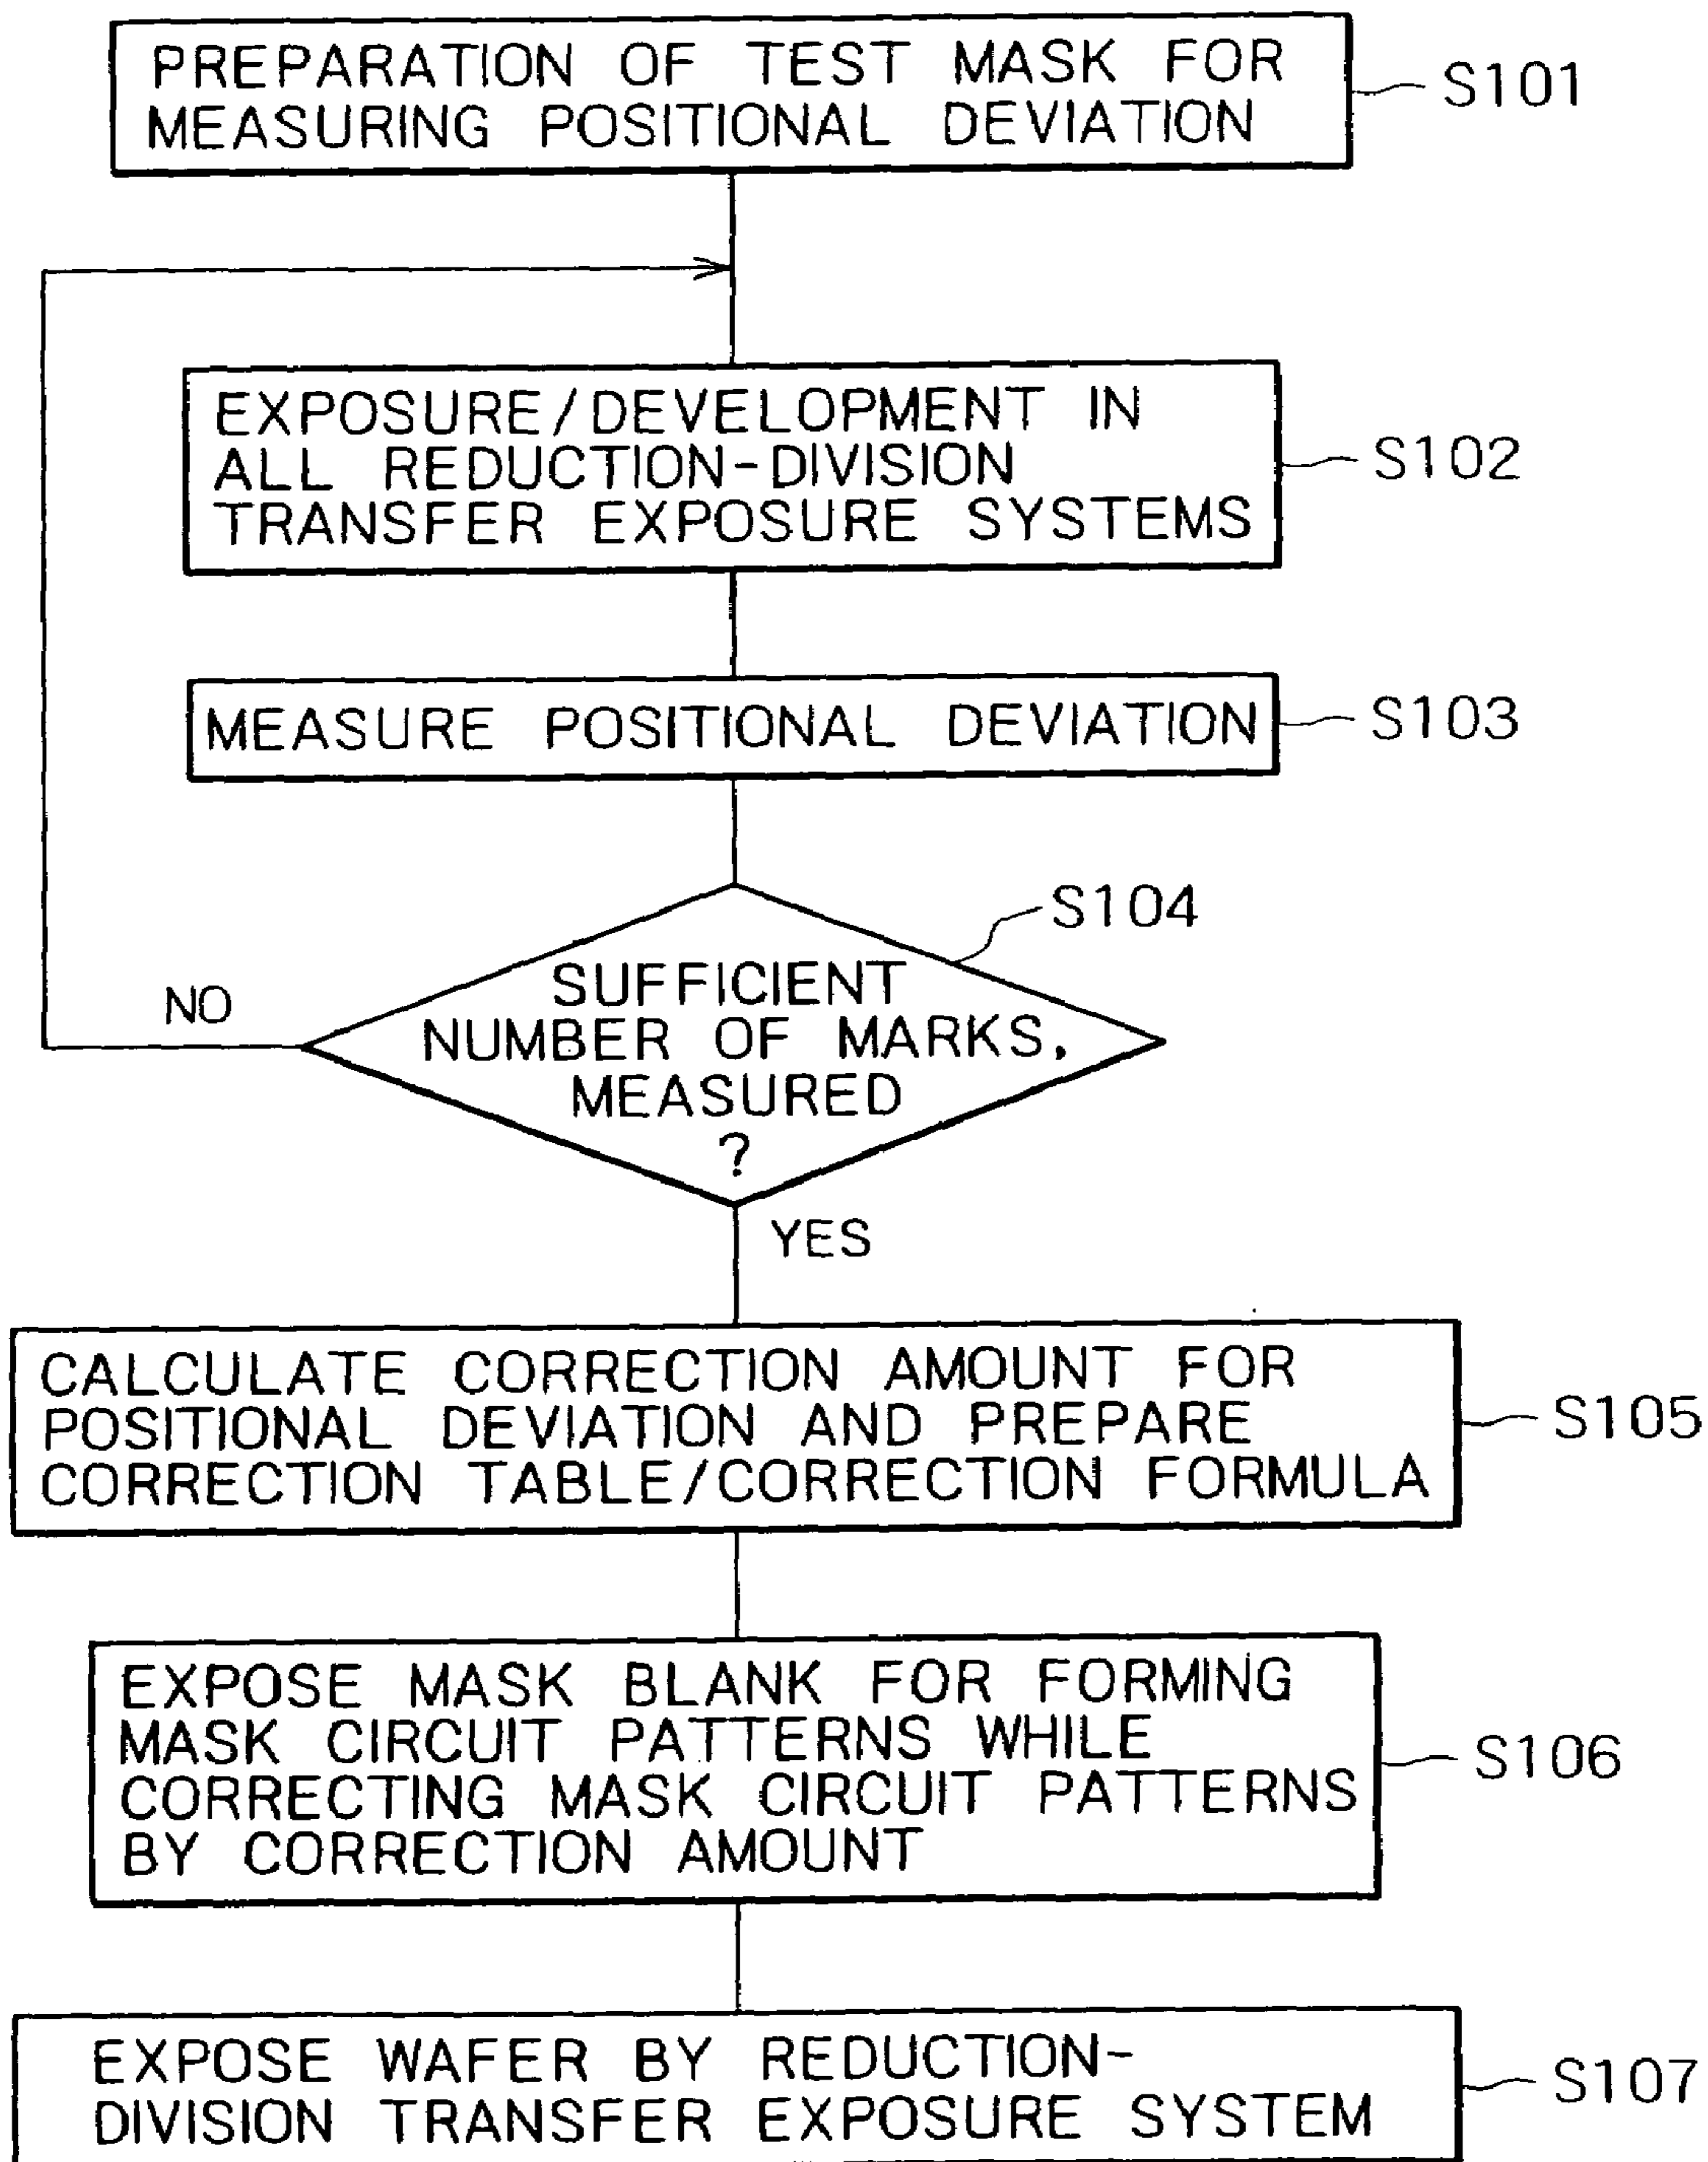 PREPARATION OF TEST MASK FOR
MEASURING POSITIONAL DEVIATION
S101
EXPOSURE/DEVELOPMENT IN
ALL REDUCTION-DIVISION
TRANSFER EXPOSURE SYSTEMS
S102
MEASURE POSITIONAL DEVIATION
S103
S104
SUFFICIENT
NUMBER OF MARKS,
MEASURED
?
NO
YES
CALCULATE CORRECTION AMOUNT FOR
POSITIONAL DEVIATION AND PREPARE
CORRECTION TABLE/CORRECTION FORMULA
S105
EXPOSE MASK BLANK FOR FORMING
MASK CIRCUIT PATTERNS WHILE
CORRECTING MASK CIRCUIT PATTERNS
BY CORRECTION AMOUNT
S106
EXPOSE WAFER BY REDUCTION-
DIVISION TRANSFER EXPOSURE SYSTEM
S107